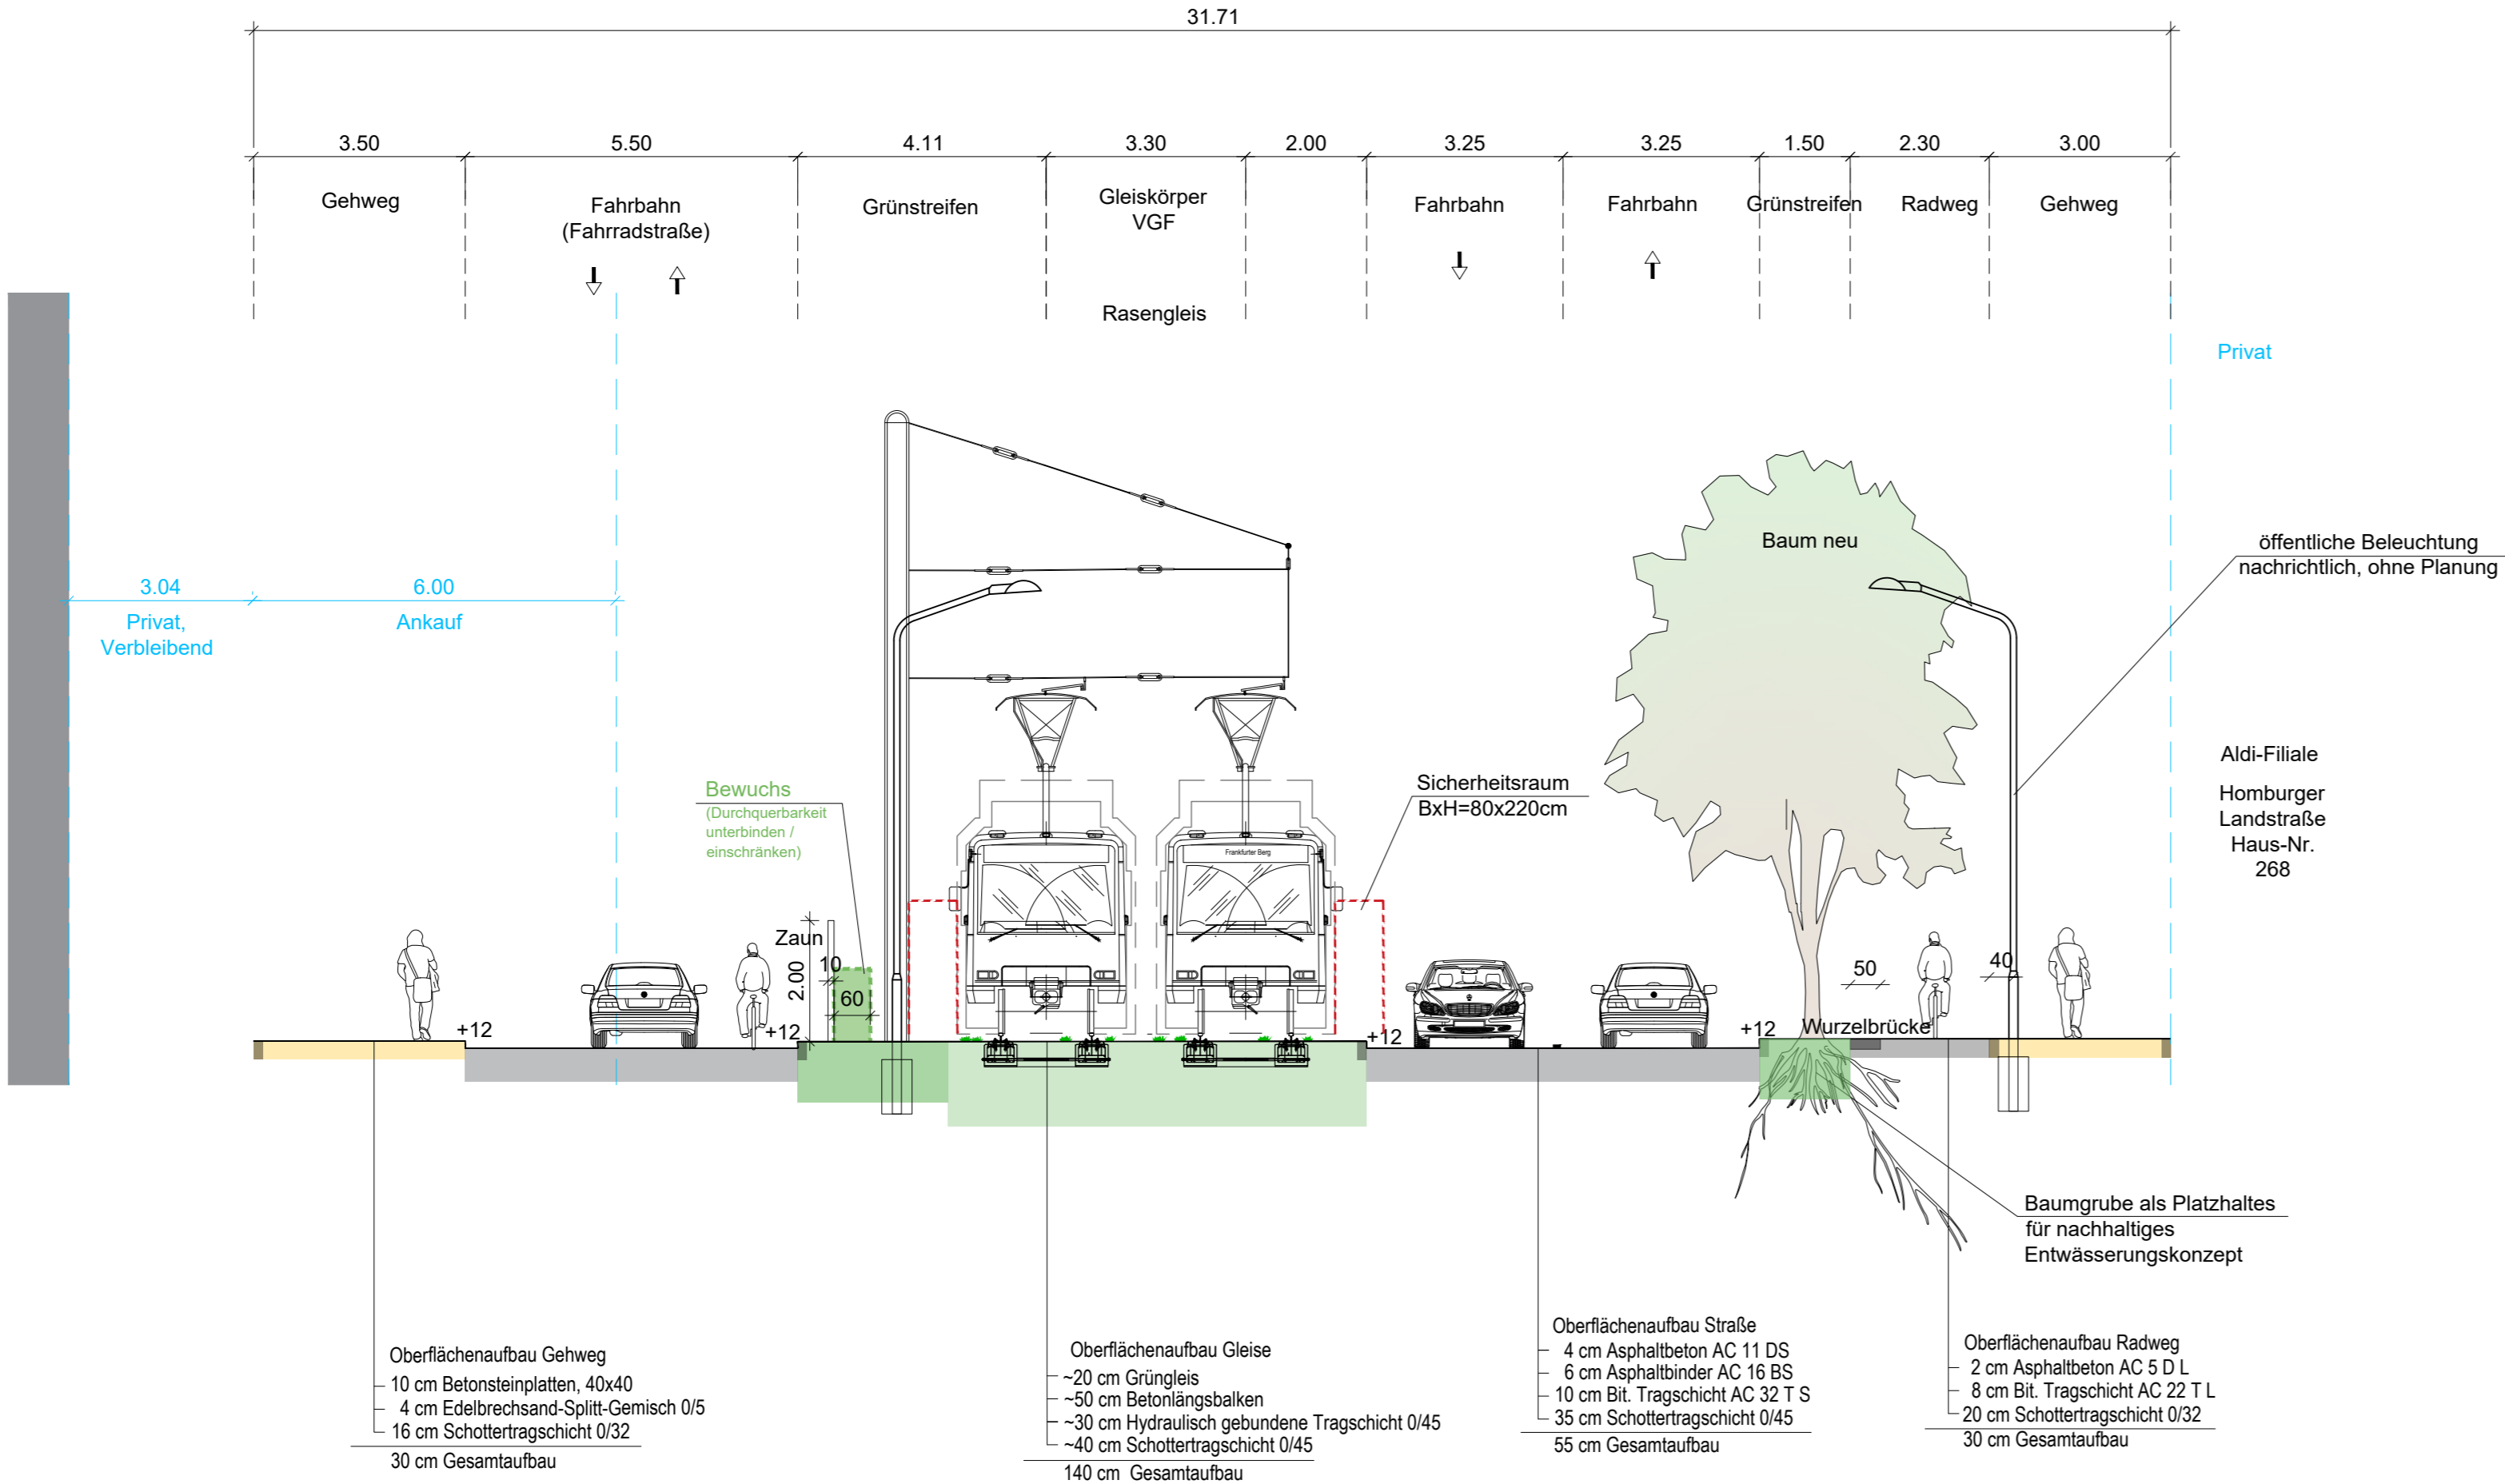 31.71
3.50
5.50
4.11
3.30
2.00
3.25
3.25
1.50
2.30
3.00
Gehweg
Fahrbahn
(Fahrradstraße)
Grünstreifen
Gleiskörper
VGF
Fahrbahn
Fahrbahn
Grünstreifen
Radweg
Gehweg
Rasengleis
Privat
Baum neu
öffentliche Beleuchtung
nachrichtlich, ohne Planung
3.04
6.00
Privat,
Verbleibend
Ankauf
Bewuchs
(Durchquerbarkeit
unterbinden /
einschränken)
Sicherheitsraum
BxH=80x220cm
Aldi-Filiale
Homburger
Landstraße
Haus-Nr.
268
Frankfurter Berg
Zaun
10
2.00
60
50
40
+12
+12
+12
+12
Wurzelbrücke
Baumgrube als Platzhaltes
für nachhaltiges
Entwässerungskonzept
Oberflächenaufbau Gehweg
10 cm Betonsteinplatten, 40x40
4 cm Edelbrechsand-Splitt-Gemisch 0/5
16 cm Schottertragschicht 0/32
30 cm Gesamtaufbau
Oberflächenaufbau Gleise
~20 cm Grüngleis
~50 cm Betonlängsbalken
~30 cm Hydraulisch gebundene Tragschicht 0/45
~40 cm Schottertragschicht 0/45
140 cm Gesamtaufbau
Oberflächenaufbau Straße
4 cm Asphaltbeton AC 11 DS
6 cm Asphaltbinder AC 16 BS
10 cm Bit. Tragschicht AC 32 T S
35 cm Schottertragschicht 0/45
55 cm Gesamtaufbau
Oberflächenaufbau Radweg
2 cm Asphaltbeton AC 5 D L
8 cm Bit. Tragschicht AC 22 T L
20 cm Schottertragschicht 0/32
30 cm Gesamtaufbau